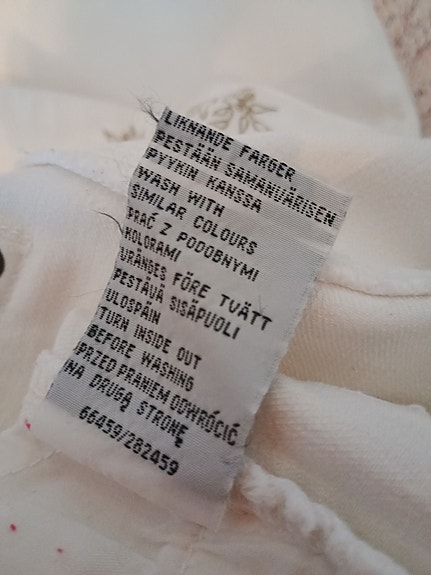 LIKNANDE FÄRGER
PESTÄÄN SAMANVÄRISEN
PYYKIN KANSSA
WASH WITH
SIMILAR COLOURS
PRAĆ Z PODOBNYMI
KOLORAMI
VRÄNGES FÖRE TVÄTT
PESTÄVÄ SISÄPUOLI
ULOSPÄIN
TURN INSIDE OUT
BEFORE WASHING
PRZED PRANIEM ODWRÓCIĆ
NA DRUGĄ STRONĘ
66459/282459